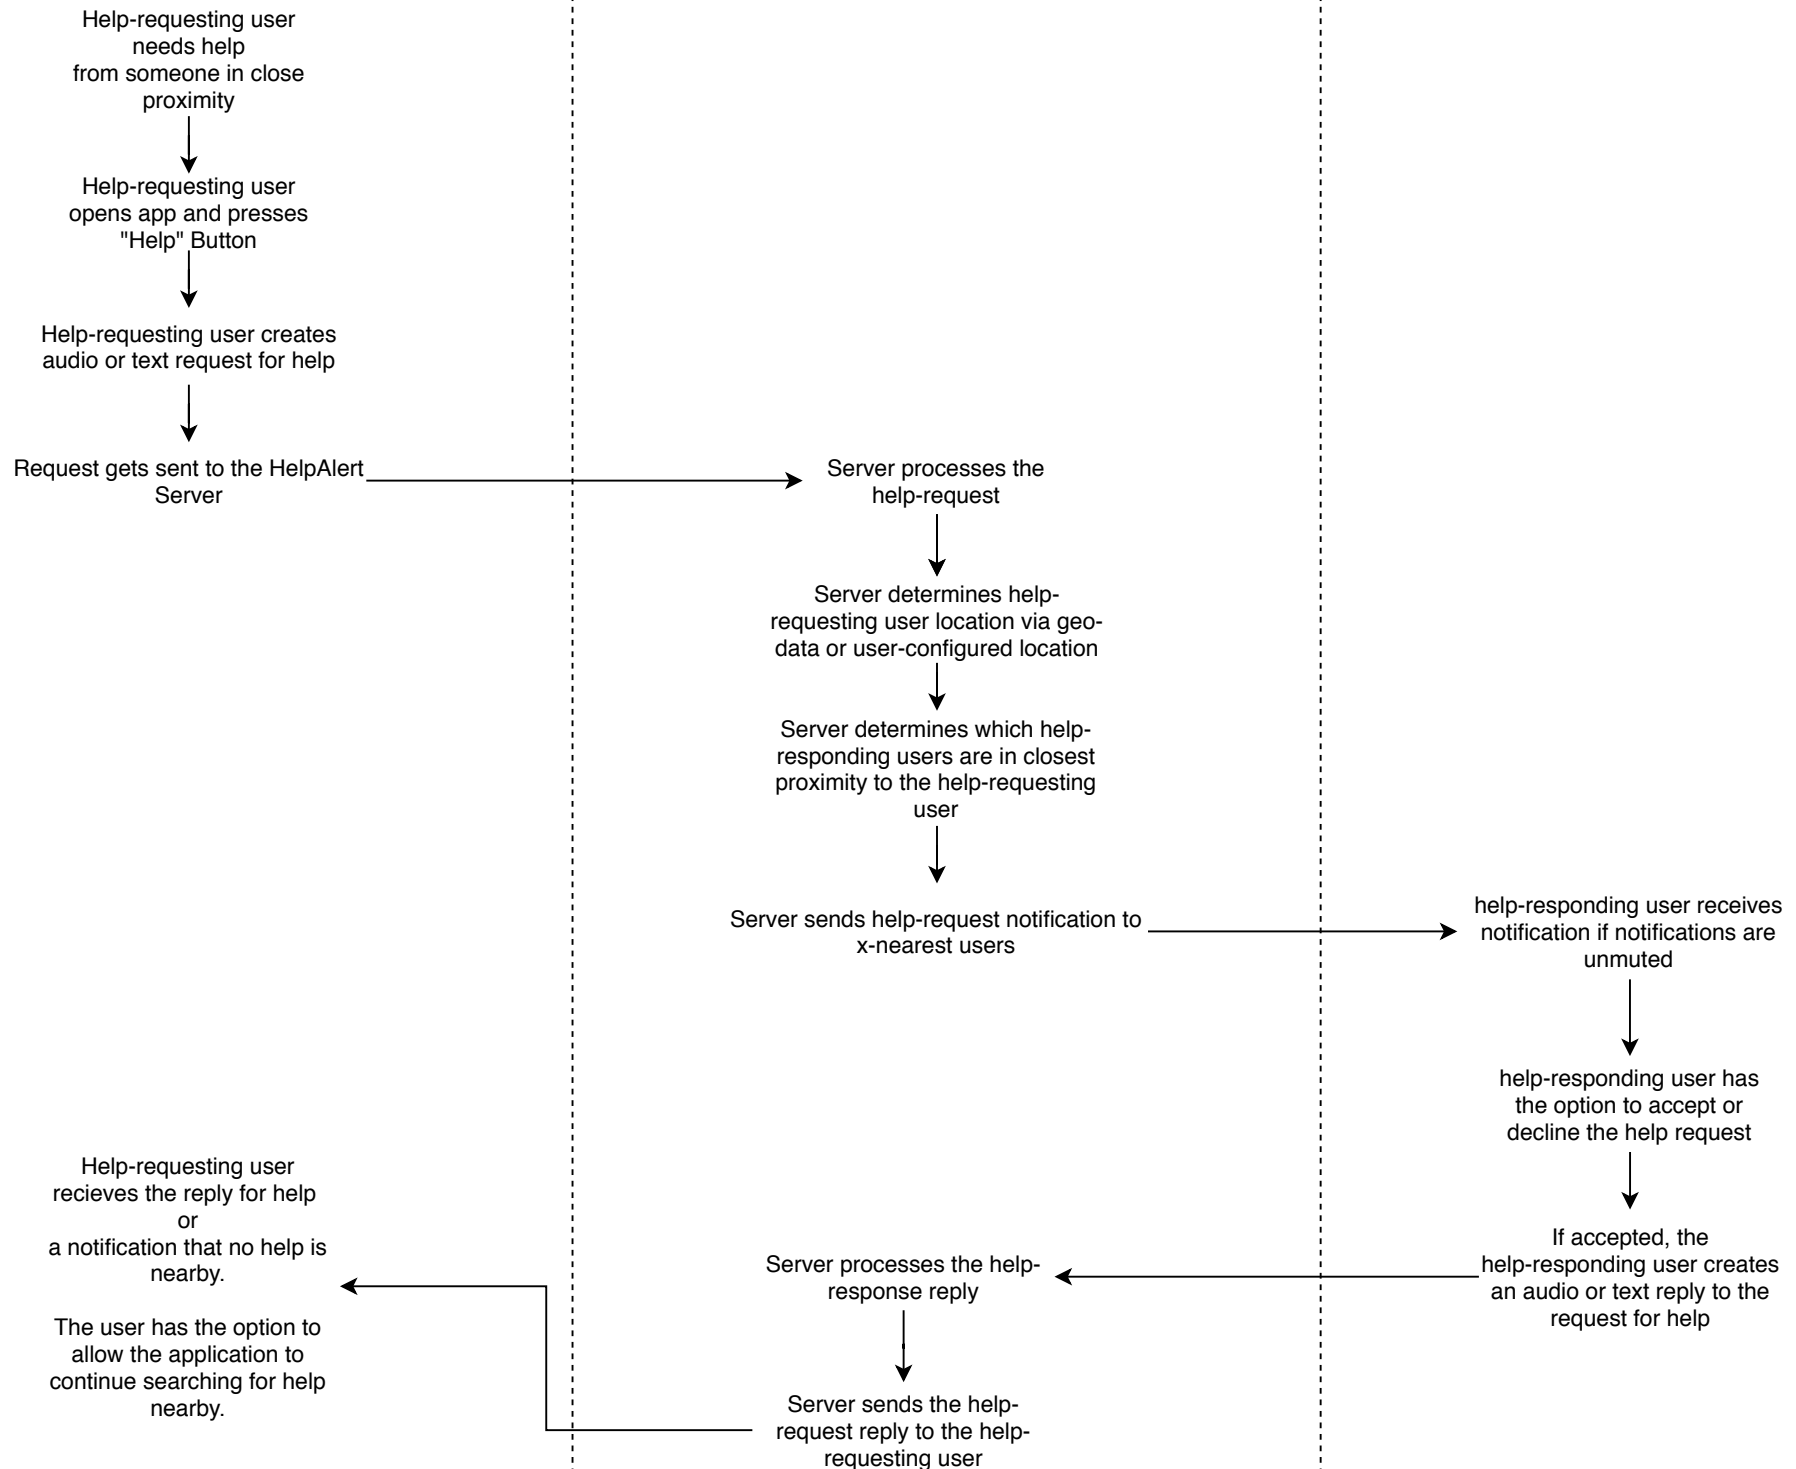 Help-requesting user
needs help
from someone in close
proximity
Help-requesting user
opens app and presses
"Help" Button
Help-requesting user creates
audio or text request for help
Request gets sent to the HelpAlert
Server
Server processes the
help-request
Server determines help-
requesting user location via geo-
data or user-configured location
Server determines which help-
responding users are in closest
proximity to the help-requesting
user
Server sends help-request notification to
x-nearest users
help-responding user receives
notification if notifications are
unmuted
help-responding user has
the option to accept or
decline the help request
If accepted, the
help-responding user creates
an audio or text reply to the
request for help
Server processes the help-
response reply
Server sends the help-
request reply to the help-
requesting user
Help-requesting user
recieves the reply for help
or
a notification that no help is
nearby.
The user has the option to
allow the application to
continue searching for help
nearby.